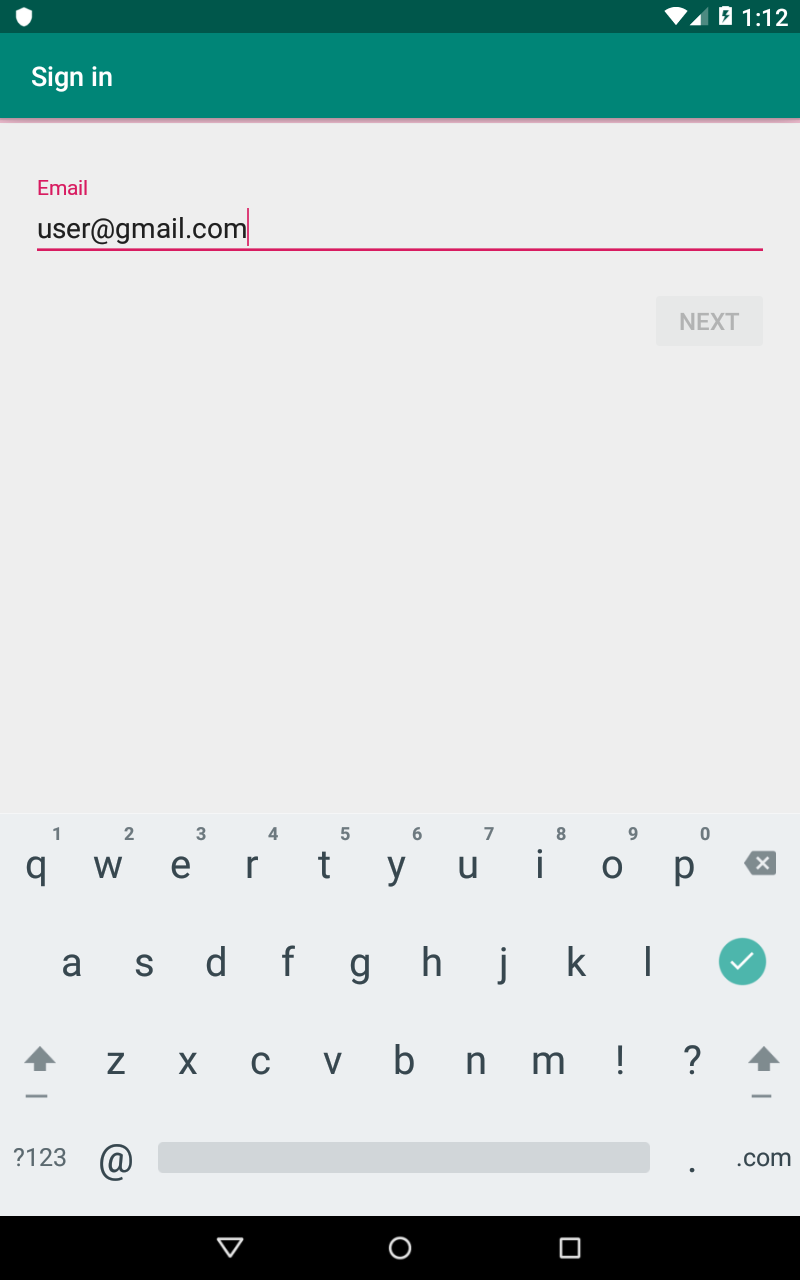 1:12
Sign in
Email
user@gmail.com
NEXT
1 2 3 4 5 6 7 8 9 0
q w e r t y u i o p
a s d f g h j k l
z x c v b n m ! ?
?123 @ . .com